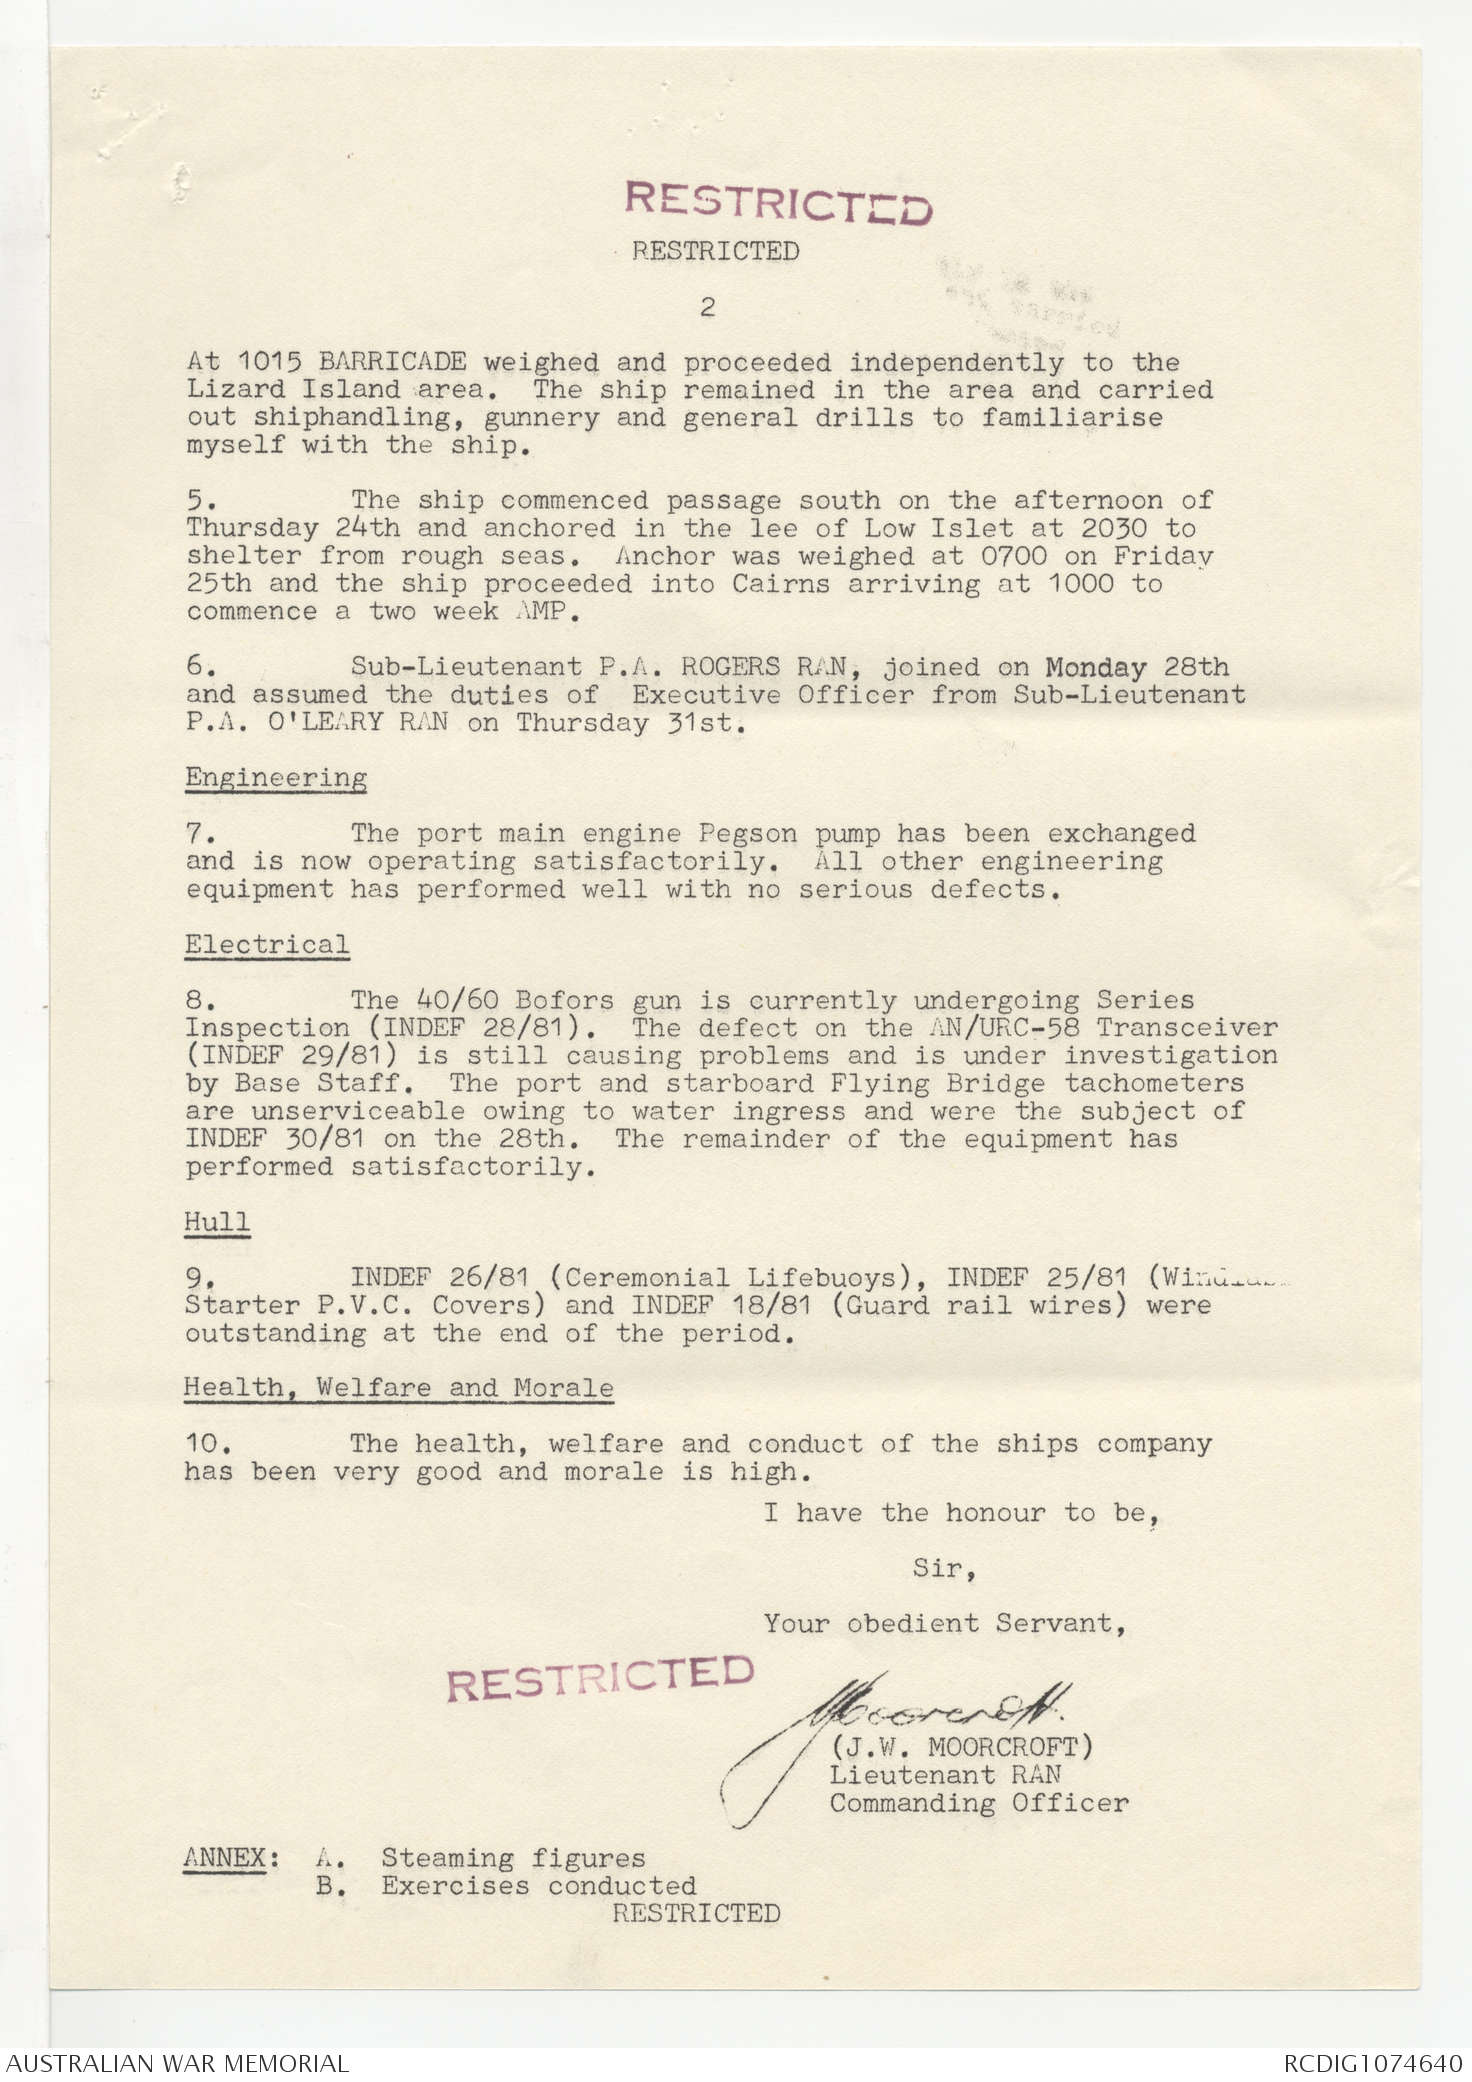 RESTRICTED
RESTRICTED
2
At 1015 BARRICADE weighed and proceeded independently to the
Lizard Island area.  The ship remained in the area and carried
out shiphandling, gunnery and general drills to familiarise
myself with the ship.
5. The ship commenced passage south on the afternoon of
Thursday 24th and anchored in the lee of Low Islet at 2030 to
shelter from rough seas.  Anchor was weighed at 0700 on Friday
25th and the ship proceeded into Cairns arriving at 1000 to
commence a two week AMP.
6. Sub-Lieutenant P.A. ROGERS RAN, joined on Monday 28th
and assumed the duties of  Executive Officer from Sub-Lieutenant
P.A. O'LEARY RAN on Thursday 31st.
Engineering
7. The port main engine Pegson pump has been exchanged
and is now operating satisfactorily.  All other engineering
equipment has performed well with no serious defects.
Electrical
8. The 40/60 Bofors gun is currently undergoing Series
Inspection (INDEF 28/81).  The defect on the AN/URC-58 Transceiver
(INDEF 29/81) is still causing problems and is under investigation
by Base Staff.  The port and starboard Flying Bridge tachometers
are unserviceable owing to water ingress and were the subject of
INDEF 30/81 on the 28th.  The remainder of the equipment has
performed satisfactorily.
Hull
9. INDEF 26/81 (Ceremonial Lifebuoys), INDEF 25/81
Starter P.V.C. Covers) and INDEF 18/81 (Guard rail wires) were
outstanding at the end of the period.
Health, Welfare and Morale
10. The health, welfare and conduct of the ships company
has been very good and morale is high.
I have the honour to be,
Sir,
Your obedient Servant,
RESTRICTED
Moorcroft.
(J.W. MOORCROFT)
Lieutenant RAN
Commanding Officer
ANNEX: A. Steaming figures
B. Exercises conducted
RESTRICTED
AUSTRALIAN WAR MEMORIAL
RCDIG1074640